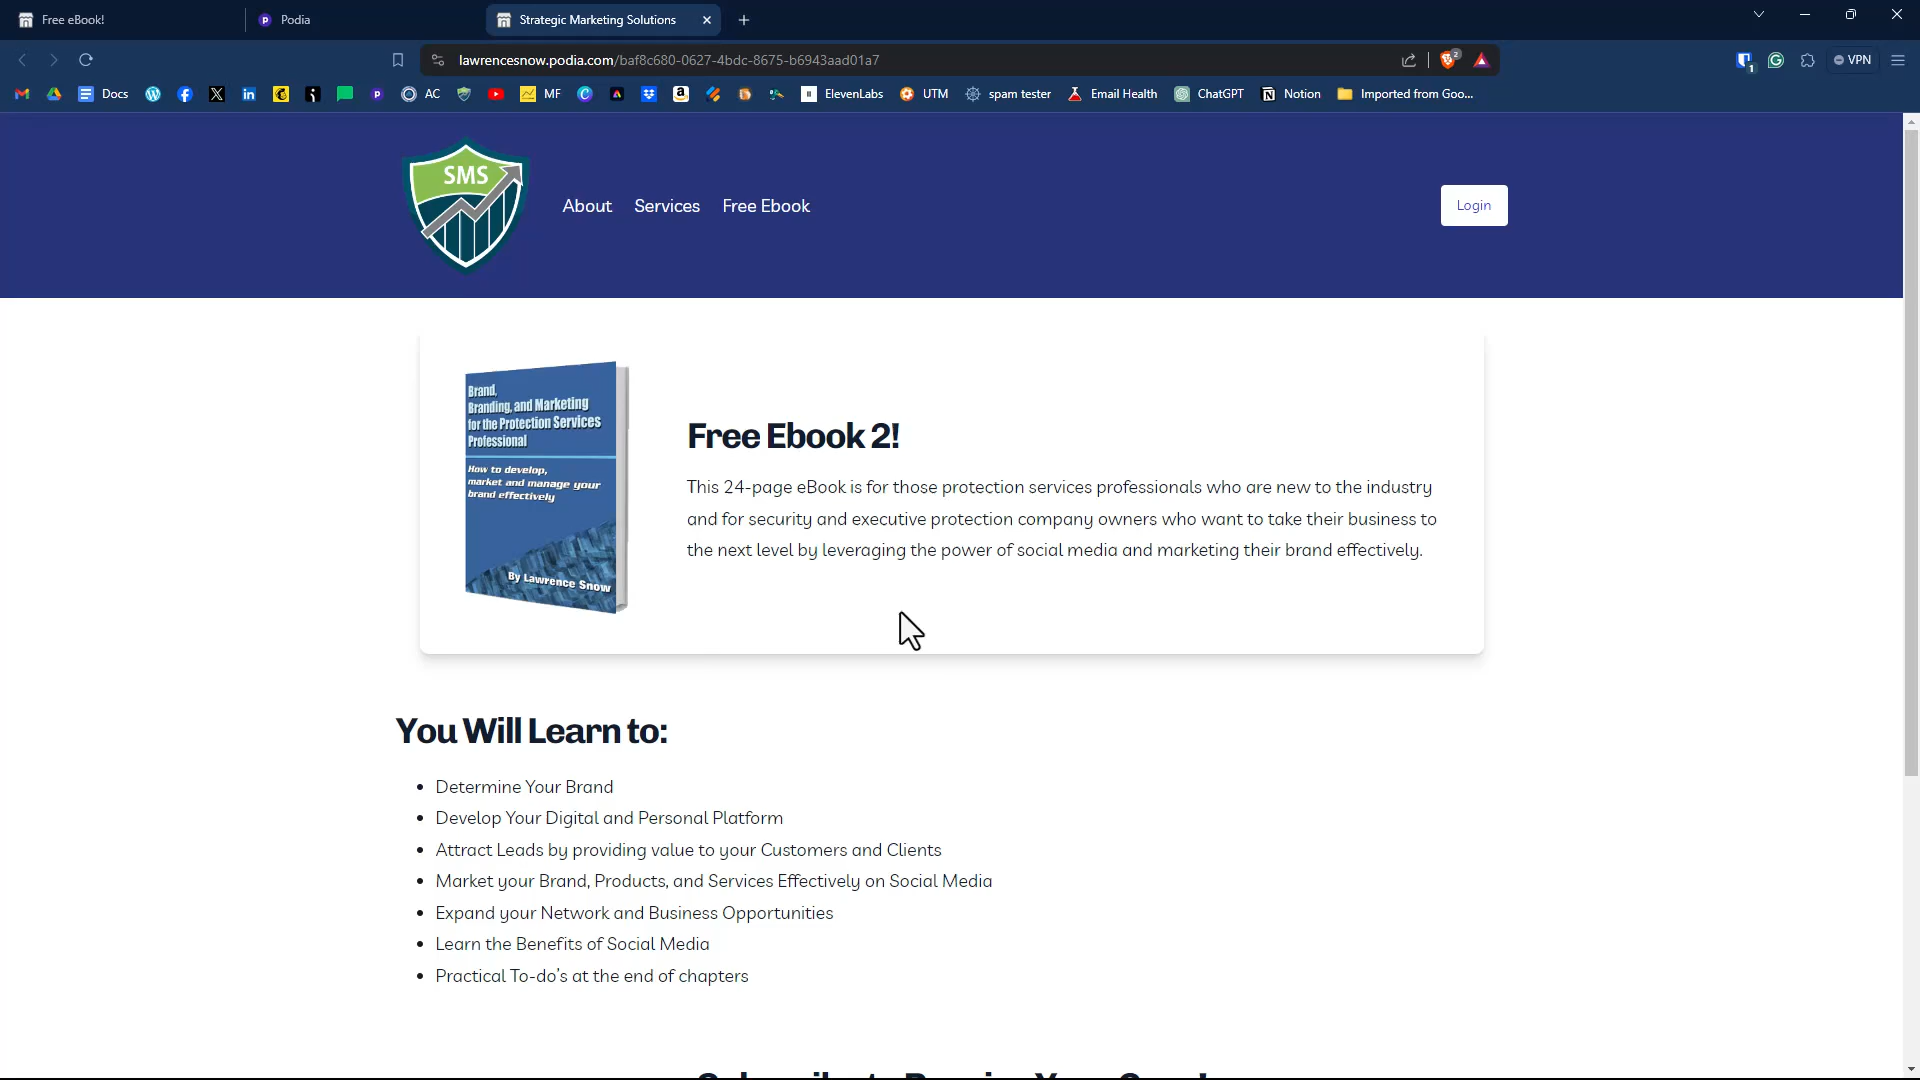 Free eBook!
Podia
Strategic Marketing Solutions
lawrencesnow.podia.com/baf8c680-0627-4bdc-8675-b6943aad01a7
2
1
VPN
Docs
AC
MF
ElevenLabs
UTM
spam tester
Email Health
ChatGPT
Notion
Imported from Goo...
SMS
About
Services
Free Ebook
Login
Brand,
Branding, and Marketing
for the Protection Services
Professional
How to develop,
market and manage your
brand effectively
By Lawrence Snow
Free Ebook 2!
This 24-page eBook is for those protection services professionals who are new to the industry
and for security and executive protection company owners who want to take their business to
the next level by leveraging the power of social media and marketing their brand effectively.
You Will Learn to:
Determine Your Brand
Develop Your Digital and Personal Platform
Attract Leads by providing value to your Customers and Clients
Market your Brand, Products, and Services Effectively on Social Media
Expand your Network and Business Opportunities
Learn the Benefits of Social Media
Practical To-do's at the end of chapters